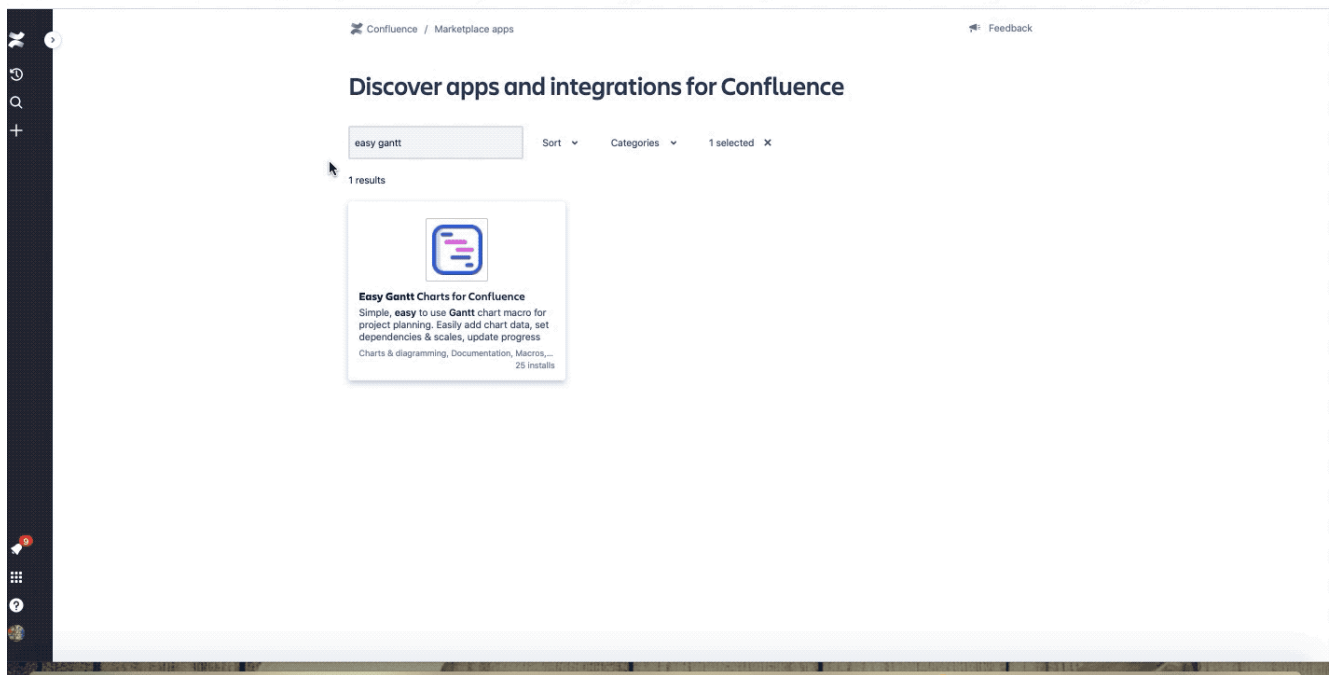 Confluence / Marketplace apps
Feedback
Discover apps and integrations for Confluence
easy gantt
Sort
Categories
1 selected ×
1 results
Easy Gantt Charts for Confluence
Simple, easy to use Gantt chart macro for
project planning. Easily add chart data, set
dependencies & scales, update progress
Charts & diagramming, Documentation, Macros,...
25 installs
9